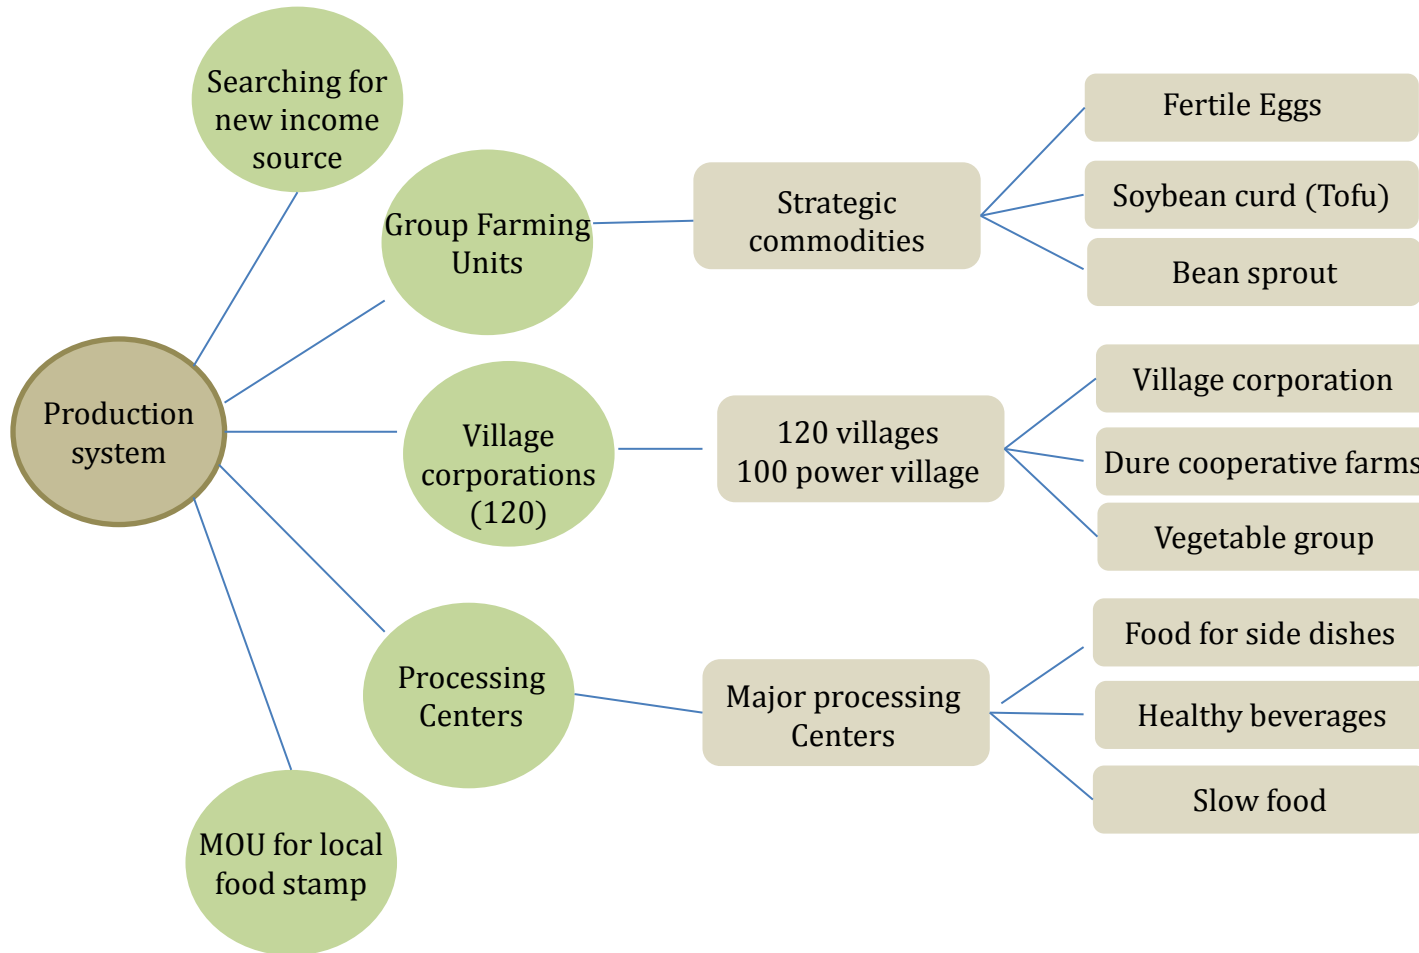 Searching for
new income
source
Group Farming
Units
Strategic
commodities
Fertile Eggs
Soybean curd (Tofu)
Bean sprout
Production
system
Village
corporations
(120)
120 villages
100 power village
Village corporation
Dure cooperative farms
Vegetable group
Processing
Centers
Major processing
Centers
Food for side dishes
Healthy beverages
Slow food
MOU for local
food stamp